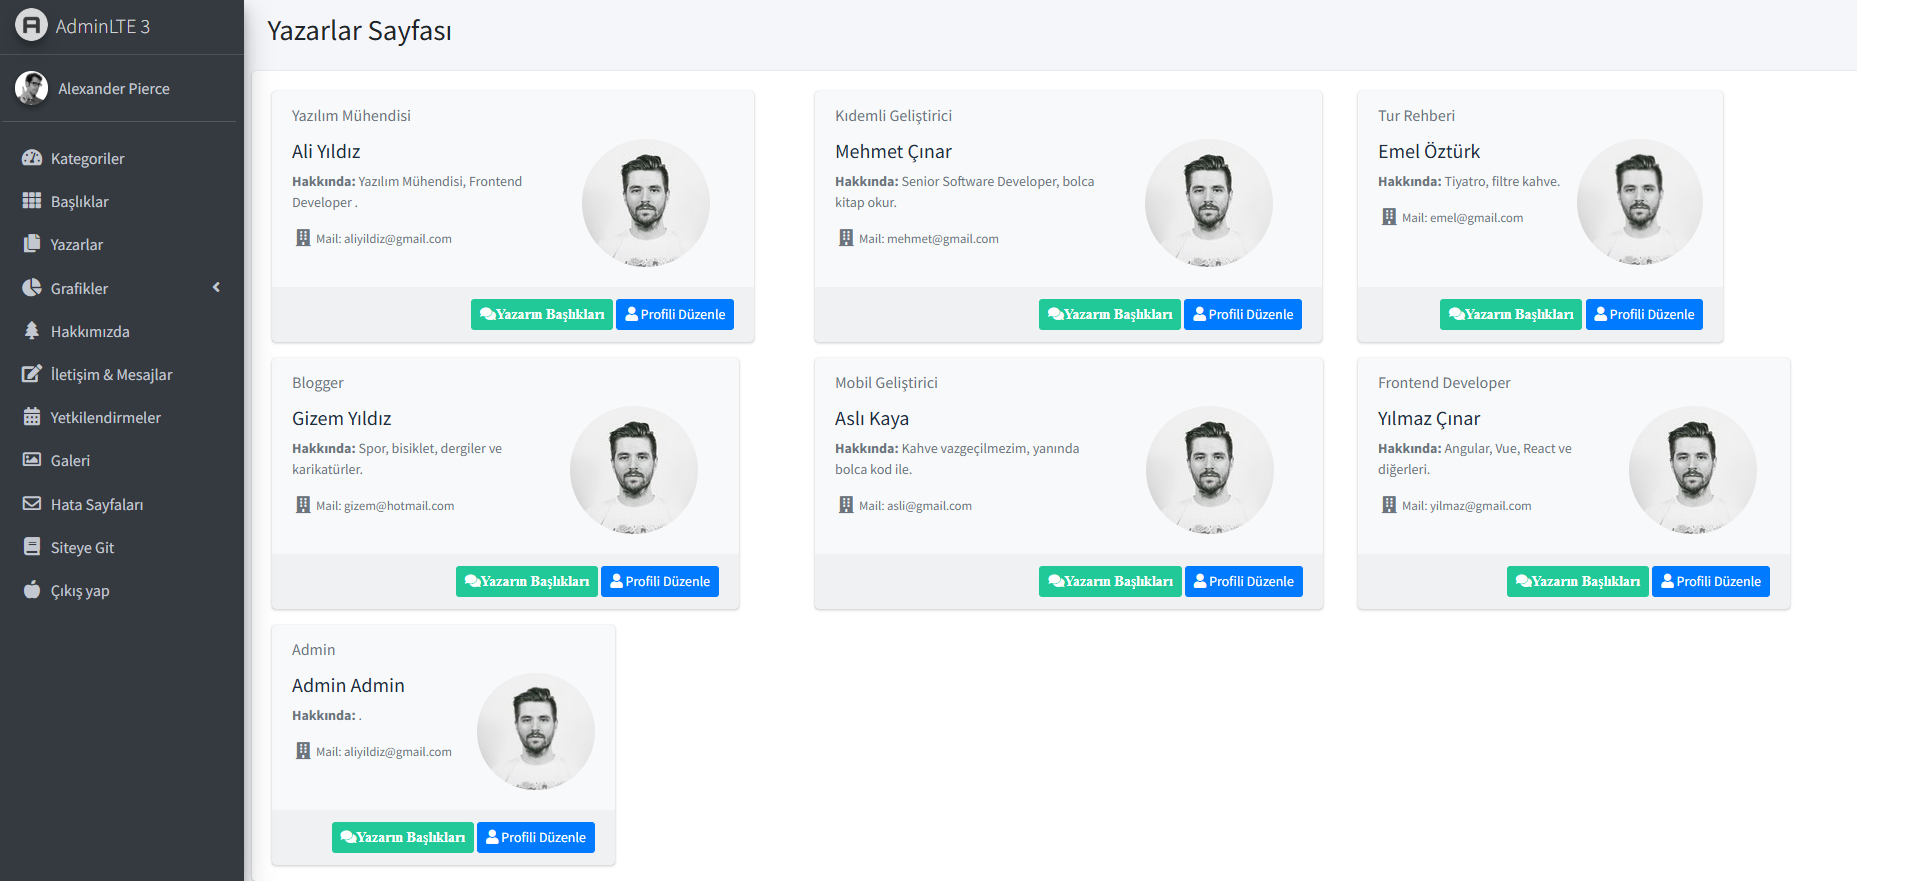 AdminLTE 3
Alexander Pierce
Kategoriler
Başlıklar
Yazarlar
Grafikler
Hakkımızda
İletişim & Mesajlar
Yetkilendirmeler
Galeri
Hata Sayfaları
Siteye Git
Çıkış yap
Yazarlar Sayfası
Yazılım Mühendisi
Ali Yıldız
Hakkında: Yazılım Mühendisi, Frontend
Developer .
Mail: aliyildiz@gmail.com
Yazarın Başlıkları Profili Düzenle
Kıdemli Geliştirici
Mehmet Çınar
Hakkında: Senior Software Developer, bolca
kitap okur.
Mail: mehmet@gmail.com
Yazarın Başlıkları Profili Düzenle
Tur Rehberi
Emel Öztürk
Hakkında: Tiyatro, filtre kahve.
Mail: emel@gmail.com
Yazarın Başlıkları Profili Düzenle
Blogger
Gizem Yıldız
Hakkında: Spor, bisiklet, dergiler ve
karikatürler.
Mail: gizem@hotmail.com
Yazarın Başlıkları Profili Düzenle
Mobil Geliştirici
Aslı Kaya
Hakkında: Kahve vazgeçilmezim, yanında
bolca kod ile.
Mail: asli@gmail.com
Yazarın Başlıkları Profili Düzenle
Frontend Developer
Yılmaz Çınar
Hakkında: Angular, Vue, React ve
diğerleri.
Mail: yilmaz@gmail.com
Yazarın Başlıkları Profili Düzenle
Admin
Admin Admin
Hakkında: .
Mail: aliyildiz@gmail.com
Yazarın Başlıkları Profili Düzenle